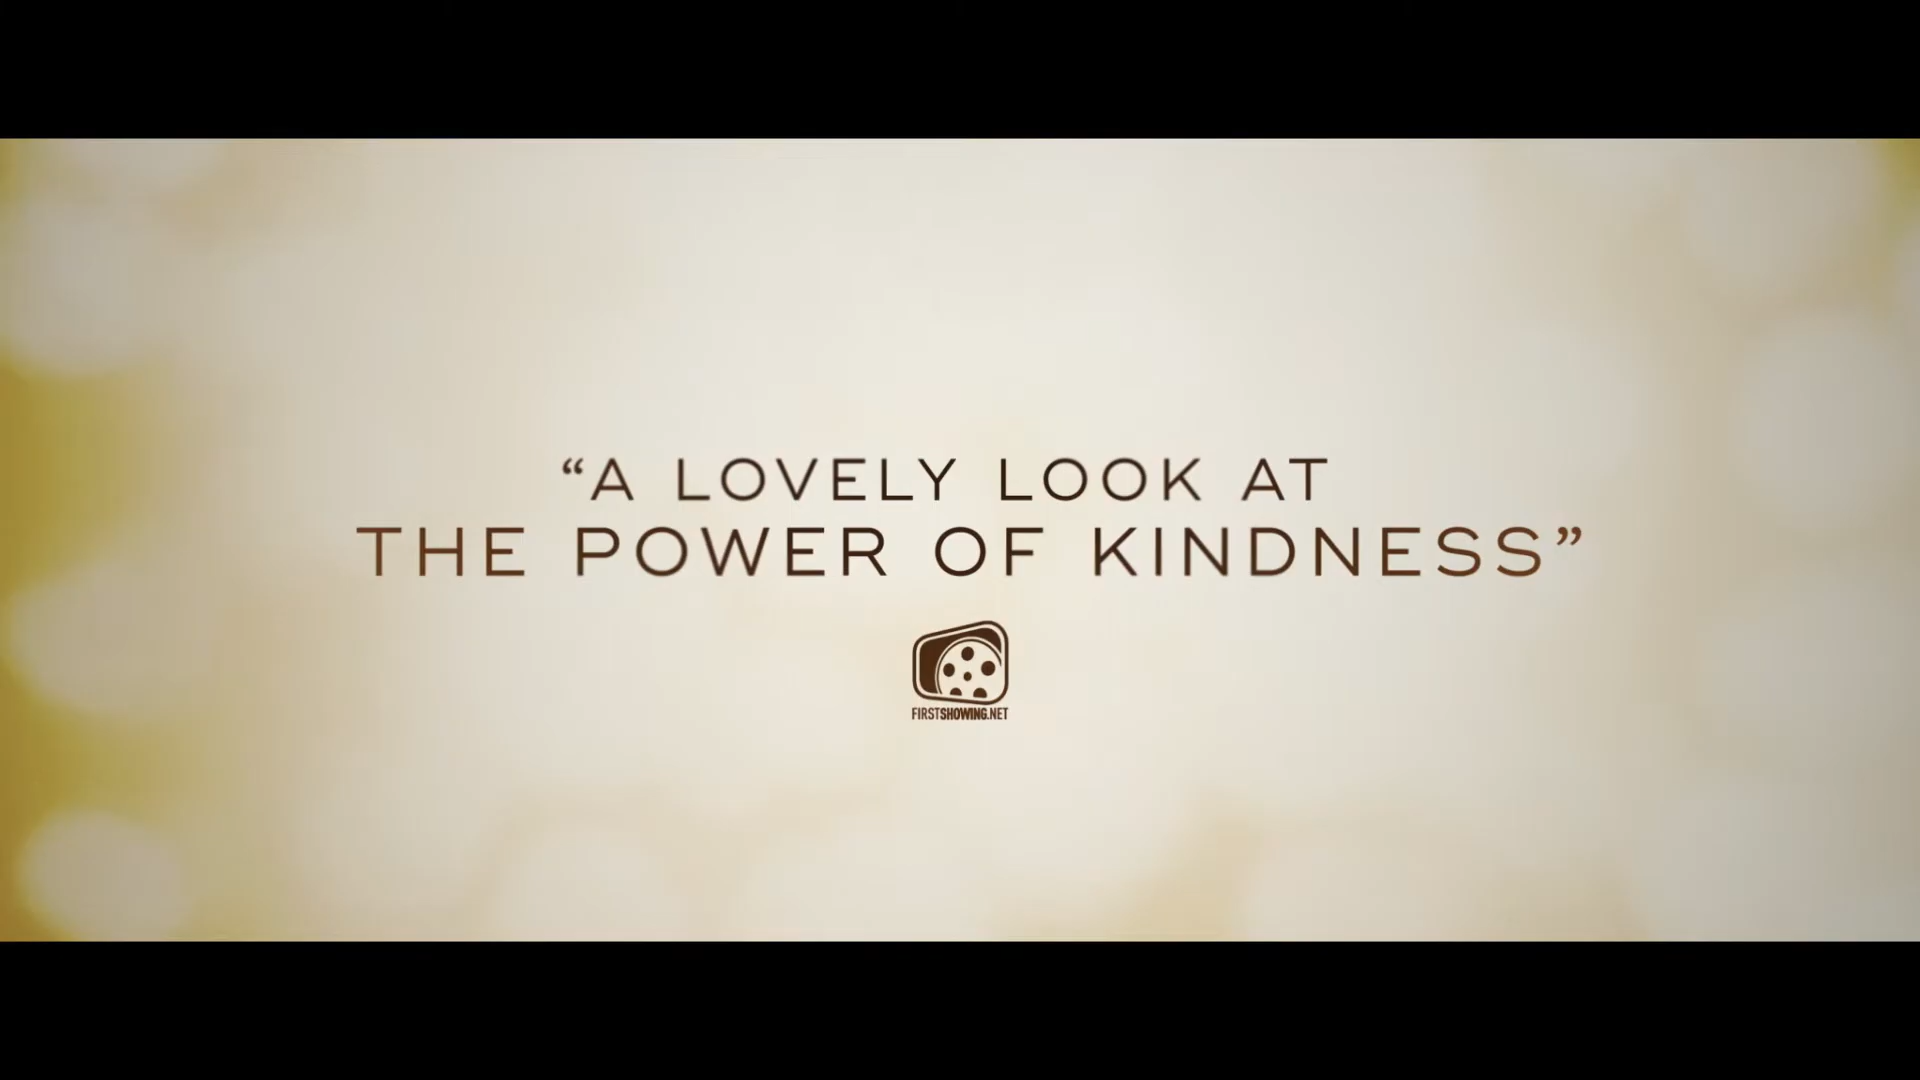 “A LOVELY LOOK AT
THE POWER OF KINDNESS”
FIRSTSHOWING.NET